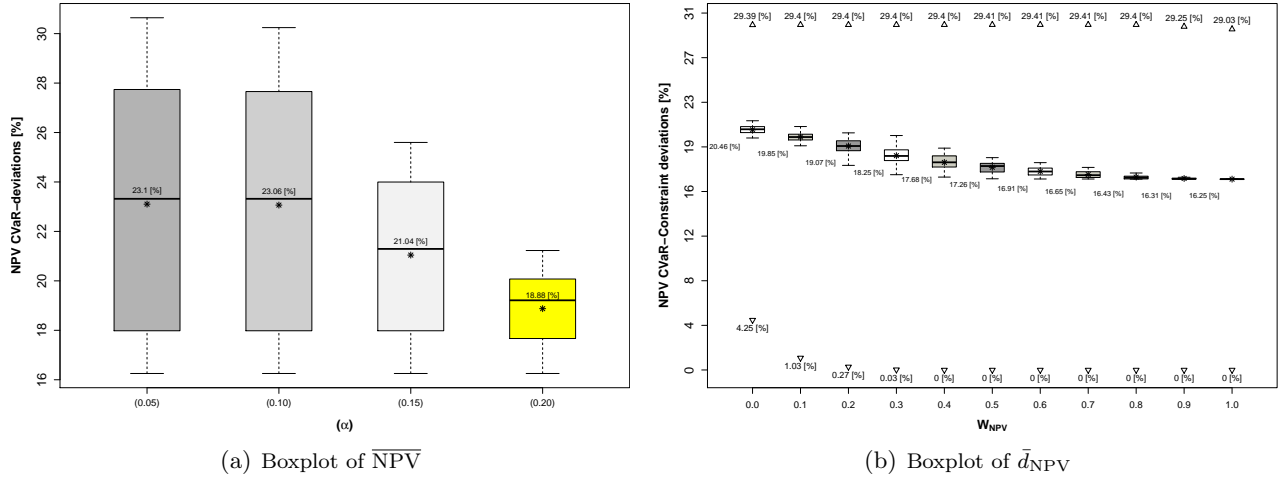 NPV CVaR−deviations [%]
30
28
26
24
22
20
18
16
23.1 [%]
23.06 [%]
21.04 [%]
18.88 [%]
(0.05) (0.10) (0.15) (0.20)
(α)
(a) Boxplot of NPV
NPV CVaR−Constraint deviations [%]
31
27
23
19
16
12
8
4
0
29.39 [%] 29.4 [%] 29.4 [%] 29.4 [%] 29.4 [%] 29.41 [%] 29.41 [%] 29.41 [%] 29.4 [%] 29.25 [%] 29.03 [%]
20.46 [%] 19.85 [%] 19.07 [%] 18.25 [%] 17.68 [%] 17.26 [%] 16.91 [%] 16.65 [%] 16.43 [%] 16.31 [%] 16.25 [%]
4.25 [%] 1.03 [%] 0.27 [%] 0.03 [%] 0 [%] 0 [%] 0 [%] 0 [%] 0 [%] 0 [%] 0 [%]
0.0 0.1 0.2 0.3 0.4 0.5 0.6 0.7 0.8 0.9 1.0
W_NPV
(b) Boxplot of d̄_NPV